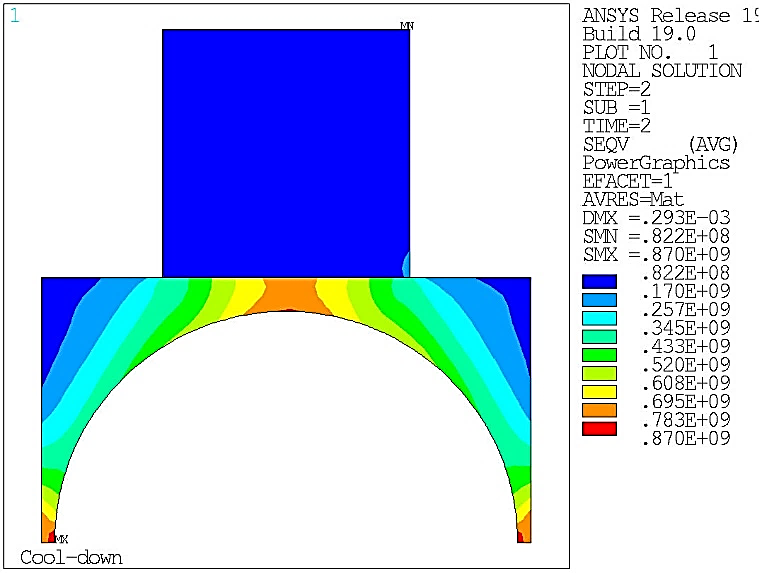 1
MN
ANSYS Release 19
Build 19.0
PLOT NO. 1
NODAL SOLUTION
STEP=2
SUB =1
TIME=2
SEQV (AVG)
PowerGraphics
EFACET=1
AVRES=Mat
DMX =.293E-03
SMN =.822E+08
SMX =.870E+09
.822E+08
.170E+09
.257E+09
.345E+09
.433E+09
.520E+09
.608E+09
.695E+09
.783E+09
.870E+09
MX
Cool-down